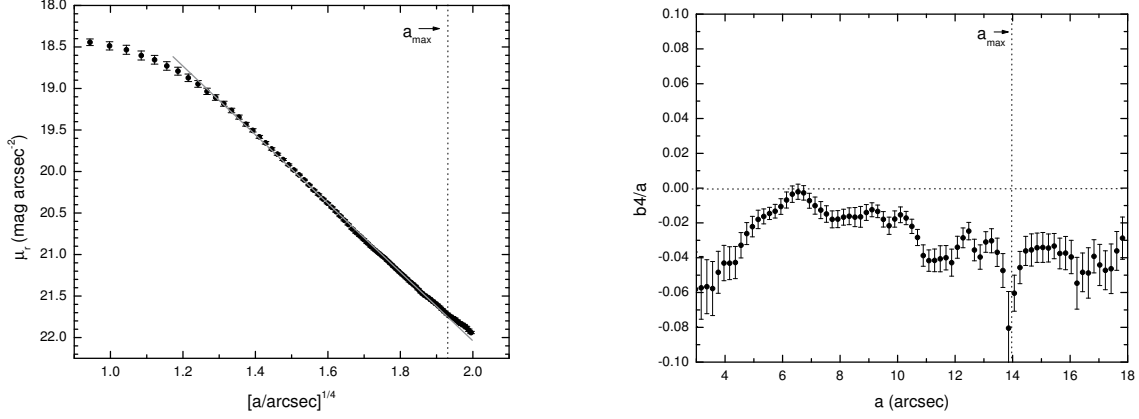 18.0
18.5
19.0
19.5
20.0
20.5
21.0
21.5
22.0
μr (mag arcsec-2)
amax
1.0 1.2 1.4 1.6 1.8 2.0
[a/arcsec]1/4
0.10
0.08
0.06
0.04
0.02
0.00
-0.02
-0.04
-0.06
-0.08
-0.10
b4/a
amax
4 6 8 10 12 14 16 18
a (arcsec)